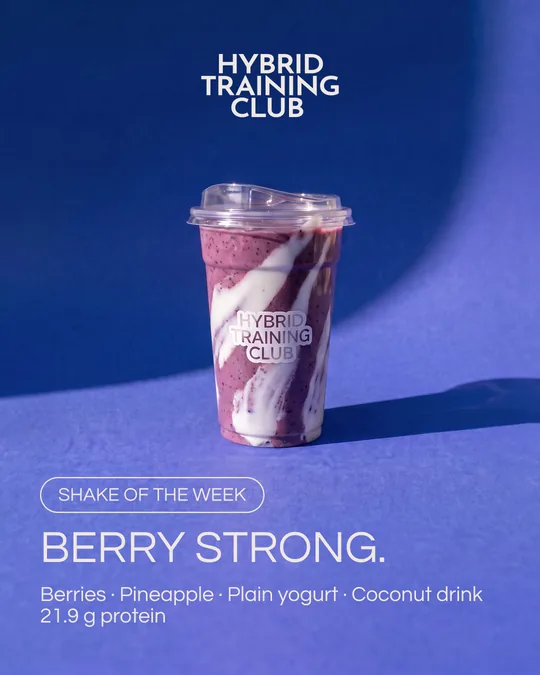 HYBRID
TRAINING
CLUB
HYBRID
TRAINING
CLUB
SHAKE OF THE WEEK
BERRY STRONG.
Berries · Pineapple · Plain yogurt · Coconut drink
21.9 g protein